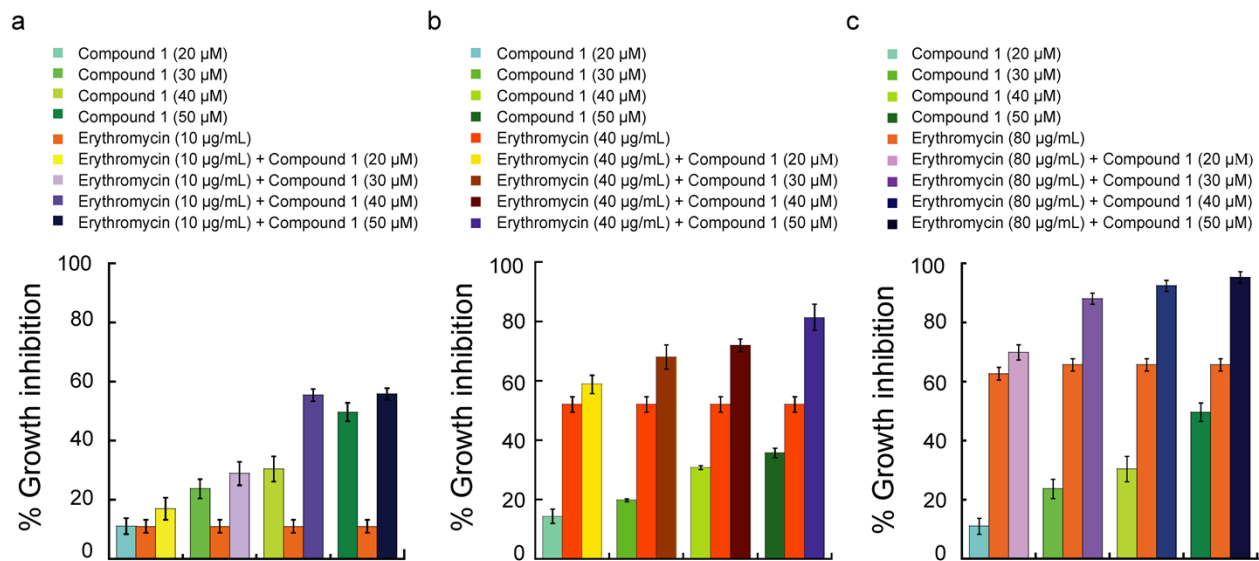 a
Compound 1 (20 µM)
Compound 1 (30 µM)
Compound 1 (40 µM)
Compound 1 (50 µM)
Erythromycin (10 µg/mL)
Erythromycin (10 µg/mL) + Compound 1 (20 µM)
Erythromycin (10 µg/mL) + Compound 1 (30 µM)
Erythromycin (10 µg/mL) + Compound 1 (40 µM)
Erythromycin (10 µg/mL) + Compound 1 (50 µM)
% Growth inhibition
100
80
60
40
20
0
b
Compound 1 (20 µM)
Compound 1 (30 µM)
Compound 1 (40 µM)
Compound 1 (50 µM)
Erythromycin (40 µg/mL)
Erythromycin (40 µg/mL) + Compound 1 (20 µM)
Erythromycin (40 µg/mL) + Compound 1 (30 µM)
Erythromycin (40 µg/mL) + Compound 1 (40 µM)
Erythromycin (40 µg/mL) + Compound 1 (50 µM)
% Growth inhibition
100
80
60
40
20
0
c
Compound 1 (20 µM)
Compound 1 (30 µM)
Compound 1 (40 µM)
Compound 1 (50 µM)
Erythromycin (80 µg/mL)
Erythromycin (80 µg/mL) + Compound 1 (20 µM)
Erythromycin (80 µg/mL) + Compound 1 (30 µM)
Erythromycin (80 µg/mL) + Compound 1 (40 µM)
Erythromycin (80 µg/mL) + Compound 1 (50 µM)
% Growth inhibition
100
80
60
40
20
0